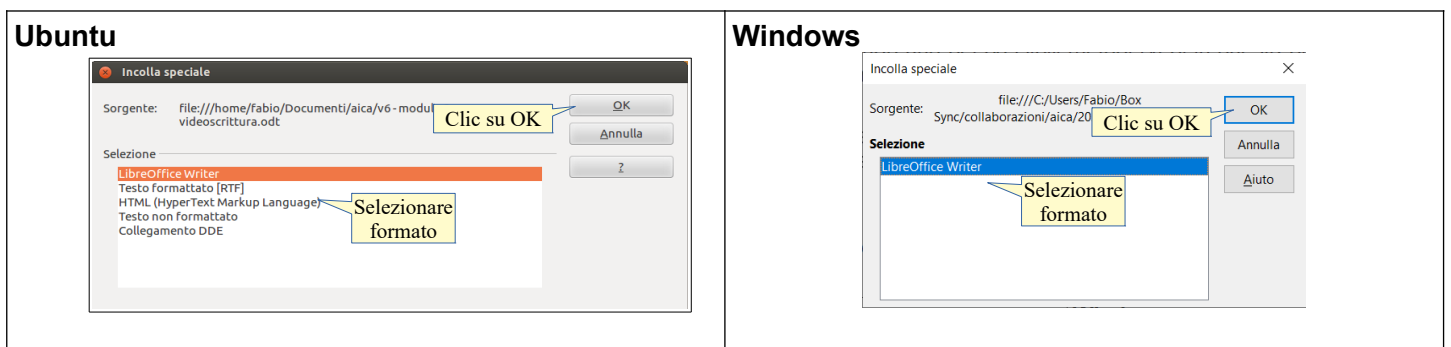 Ubuntu
Incolla speciale
Sorgente: file:///home/fabio/Documenti/aica/v6 - modul
videoscrittura.odt
OK
Clic su OK
Annulla
?
Selezione
LibreOffice Writer
Testo formattato [RTF]
HTML (HyperText Markup Language)
Testo non formattato
Collegamento DDE
Selezionare
formato
Windows
Incolla speciale
Sorgente: file:///C:/Users/Fabio/Box
Sync/collaborazioni/aica/20
OK
Clic su OK
Selezione
Annulla
LibreOffice Writer
Aiuto
Selezionare
formato